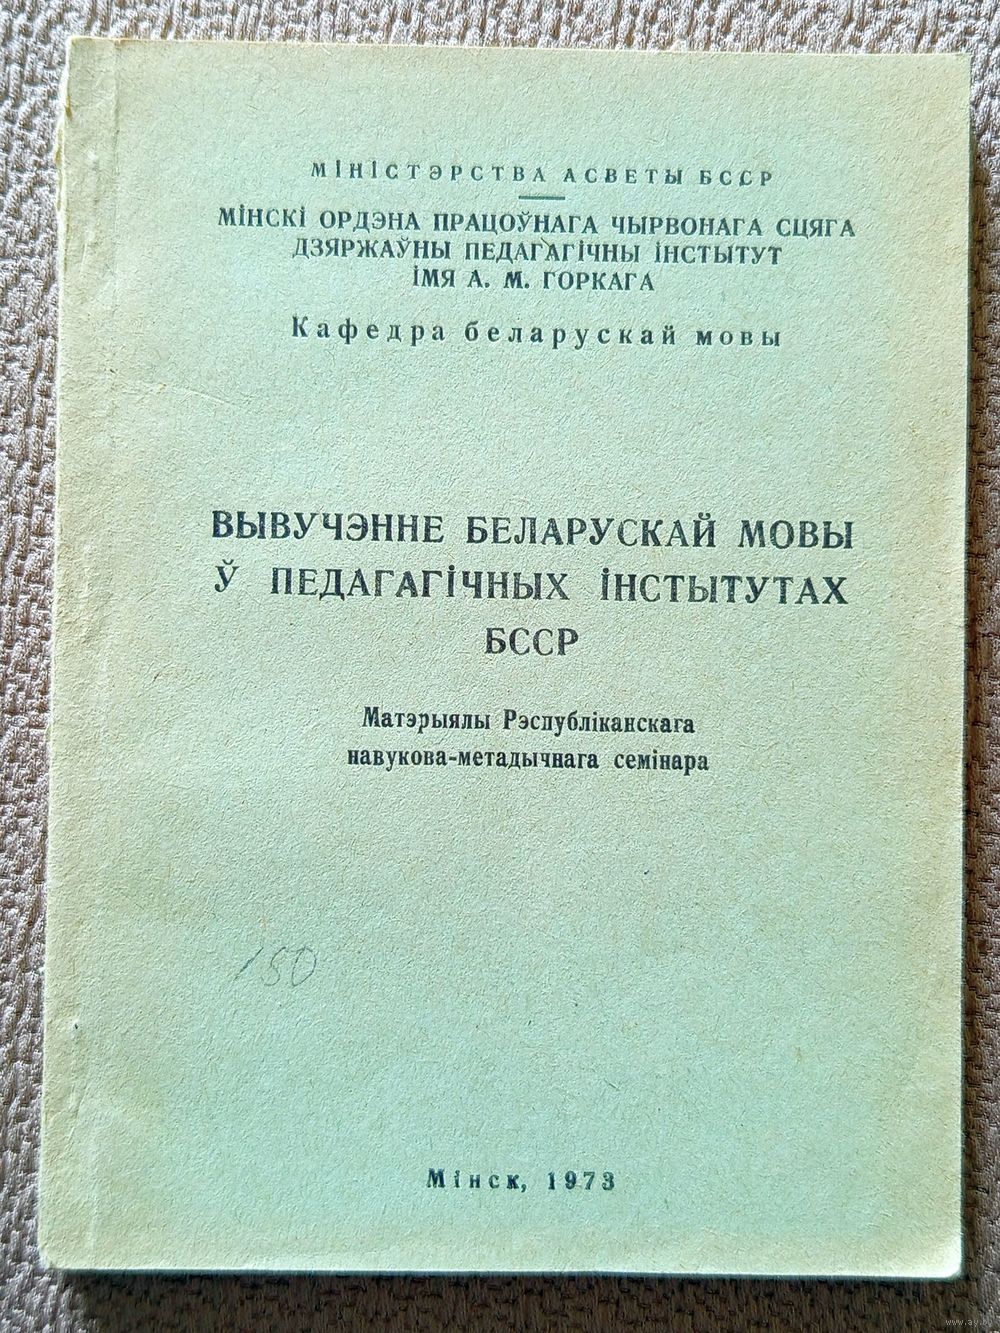 МІНІСТЭРСТВА АСВЕТЫ БССР
МІНСКІ ОРДЭНА ПРАЦОЎНАГА ЧЫРВОНАГА СЦЯГА
ДЗЯРЖАЎНЫ ПЕДАГАГІЧНЫ ІНСТЫТУТ
ІМЯ А. М. ГОРКАГА
Кафедра беларускай мовы
ВЫВУЧЭННЕ БЕЛАРУСКАЙ МОВЫ
Ў ПЕДАГАГІЧНЫХ ІНСТЫТУТАХ
БССР
Матэрыялы Рэспубліканскага
навукова-метадычнага семінара
150
Мінск, 1973